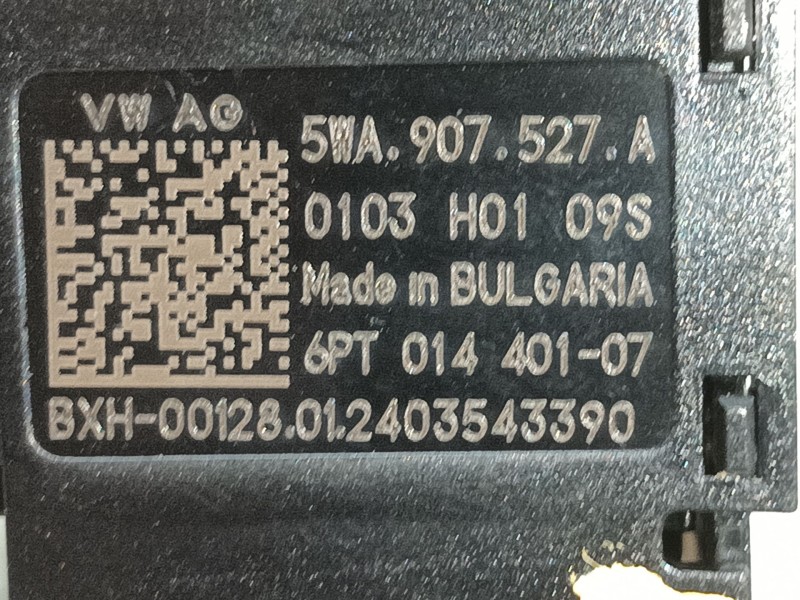 VW AG
5WA.907.527.A
0103 H01 09S
Made in BULGARIA
6PT 014 401-07
BXH-00128.01.2403543390